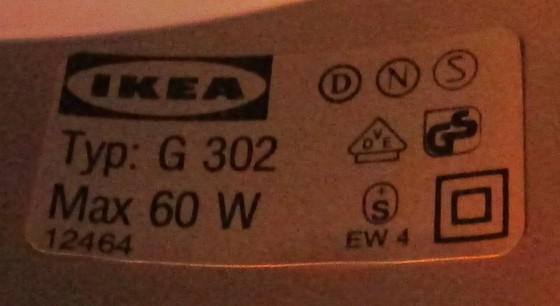 IKEA
Typ: G 302
Max 60 W
12464
D N S
VDE GS
+S
EW 4